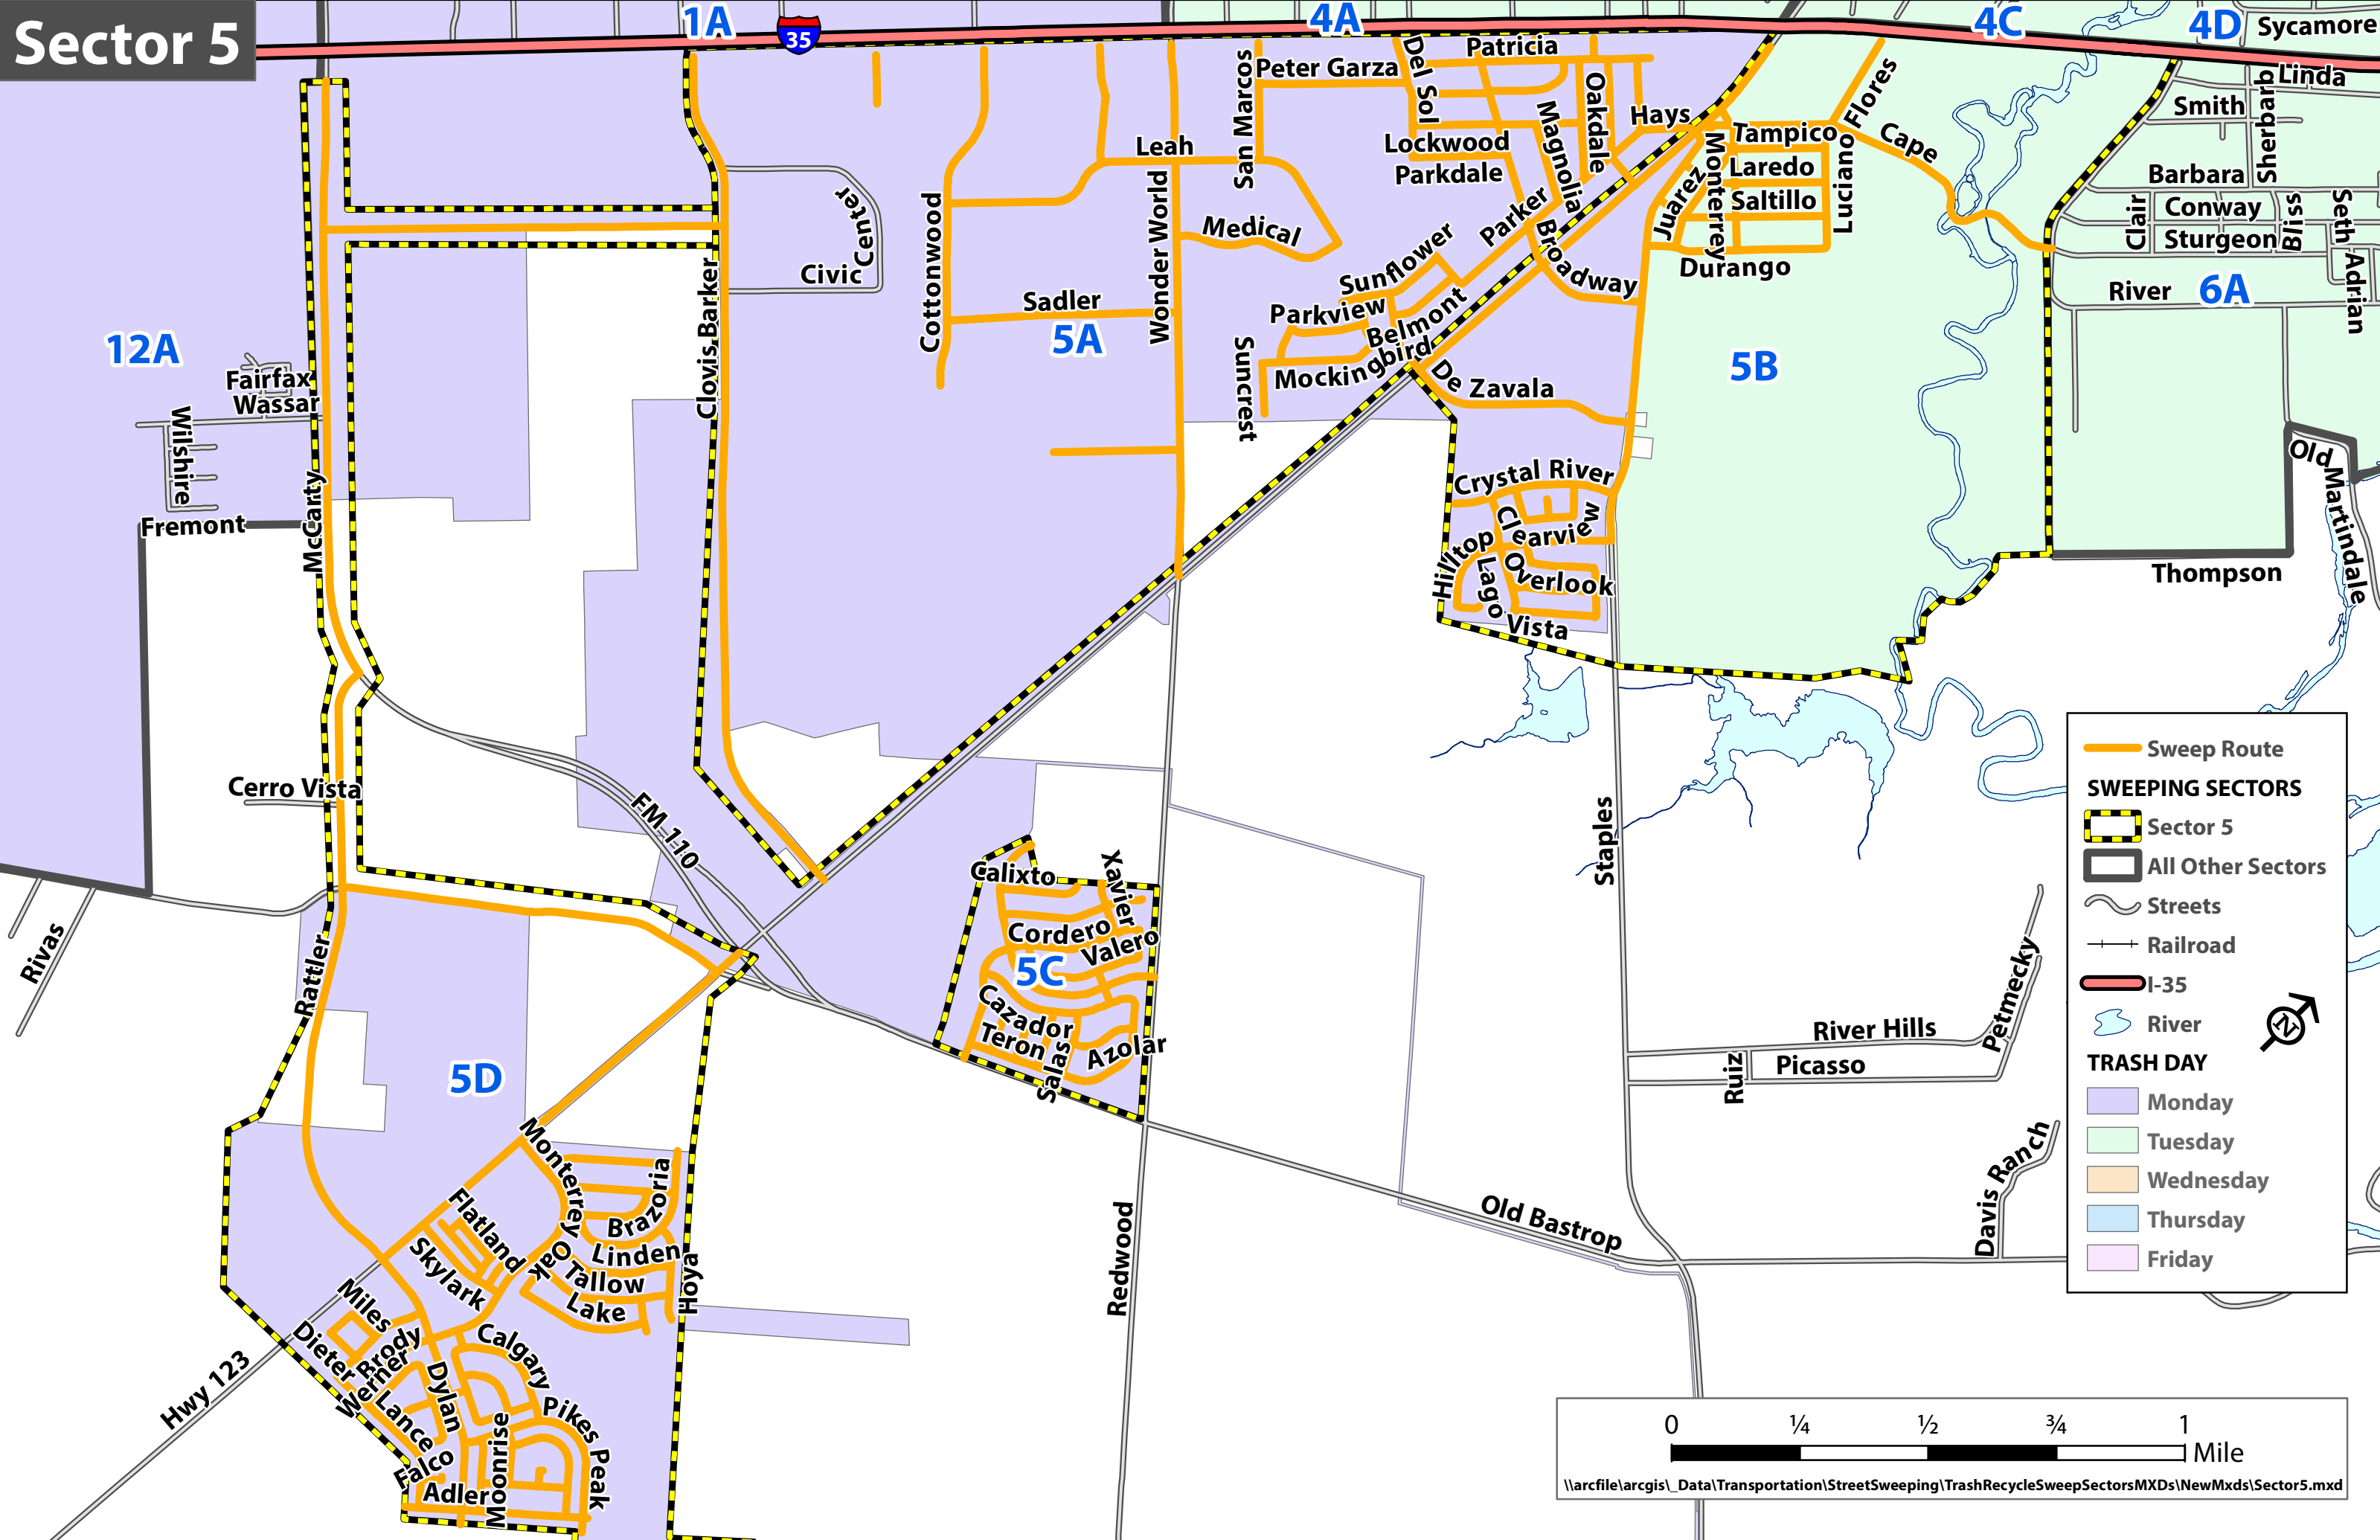 Sector 5
1A
35
4A
4C
4D
Sycamore
Linda
Smith
Sherbarb
Barbara
Conway
Clair
Sturgeon
Bliss
Seth
Adrian
River
6A
Old Martindale
Thompson
Patricia
Peter Garza
Del Sol
San Marcos
Oakdale
Magnolia
Hays
Lockwood
Parkdale
Leah
Flores
Cape
Tampico
Laredo
Saltillo
Monterrey
Juarez
Luciano
Durango
Center
Civic
Cottonwood
Wonder World
Medical
Parker
Broadway
Sunflower
Parkview
Belmont
Mockingbird
Suncrest
De Zavala
Sadler
5A
5B
Clovis Barker
12A
Fairfax
Wassar
Wilshire
Fremont
McCarty
Crystal River
Clearview
Hilltop
Overlook
Lago
Vista
Cerro Vista
FM 110
Rivas
Rattler
Calixto
Xavier
Cordero
Valero
5C
Cazador
Teron
Salas
Azolar
Staples
River Hills
Petmecky
Ruiz
Picasso
Davis Ranch
Old Bastrop
Redwood
5D
Monterrey Oak
Brazoria
Linden
Tallow
Lake
Hoya
Flatland
Skylark
Miles
Dieter
Brody
Werner
Lance
Dylan
Calgary
Pikes Peak
Moonrise
Falco
Adler
Hwy 123
Sweep Route
SWEEPING SECTORS
Sector 5
All Other Sectors
Streets
Railroad
I-35
River
N
TRASH DAY
Monday
Tuesday
Wednesday
Thursday
Friday
0 ¼ ½ ¾ 1
Mile
\\arcfile\arcgis\_Data\Transportation\StreetSweeping\TrashRecycleSweepSectorsMXDs\NewMxds\Sector5.mxd